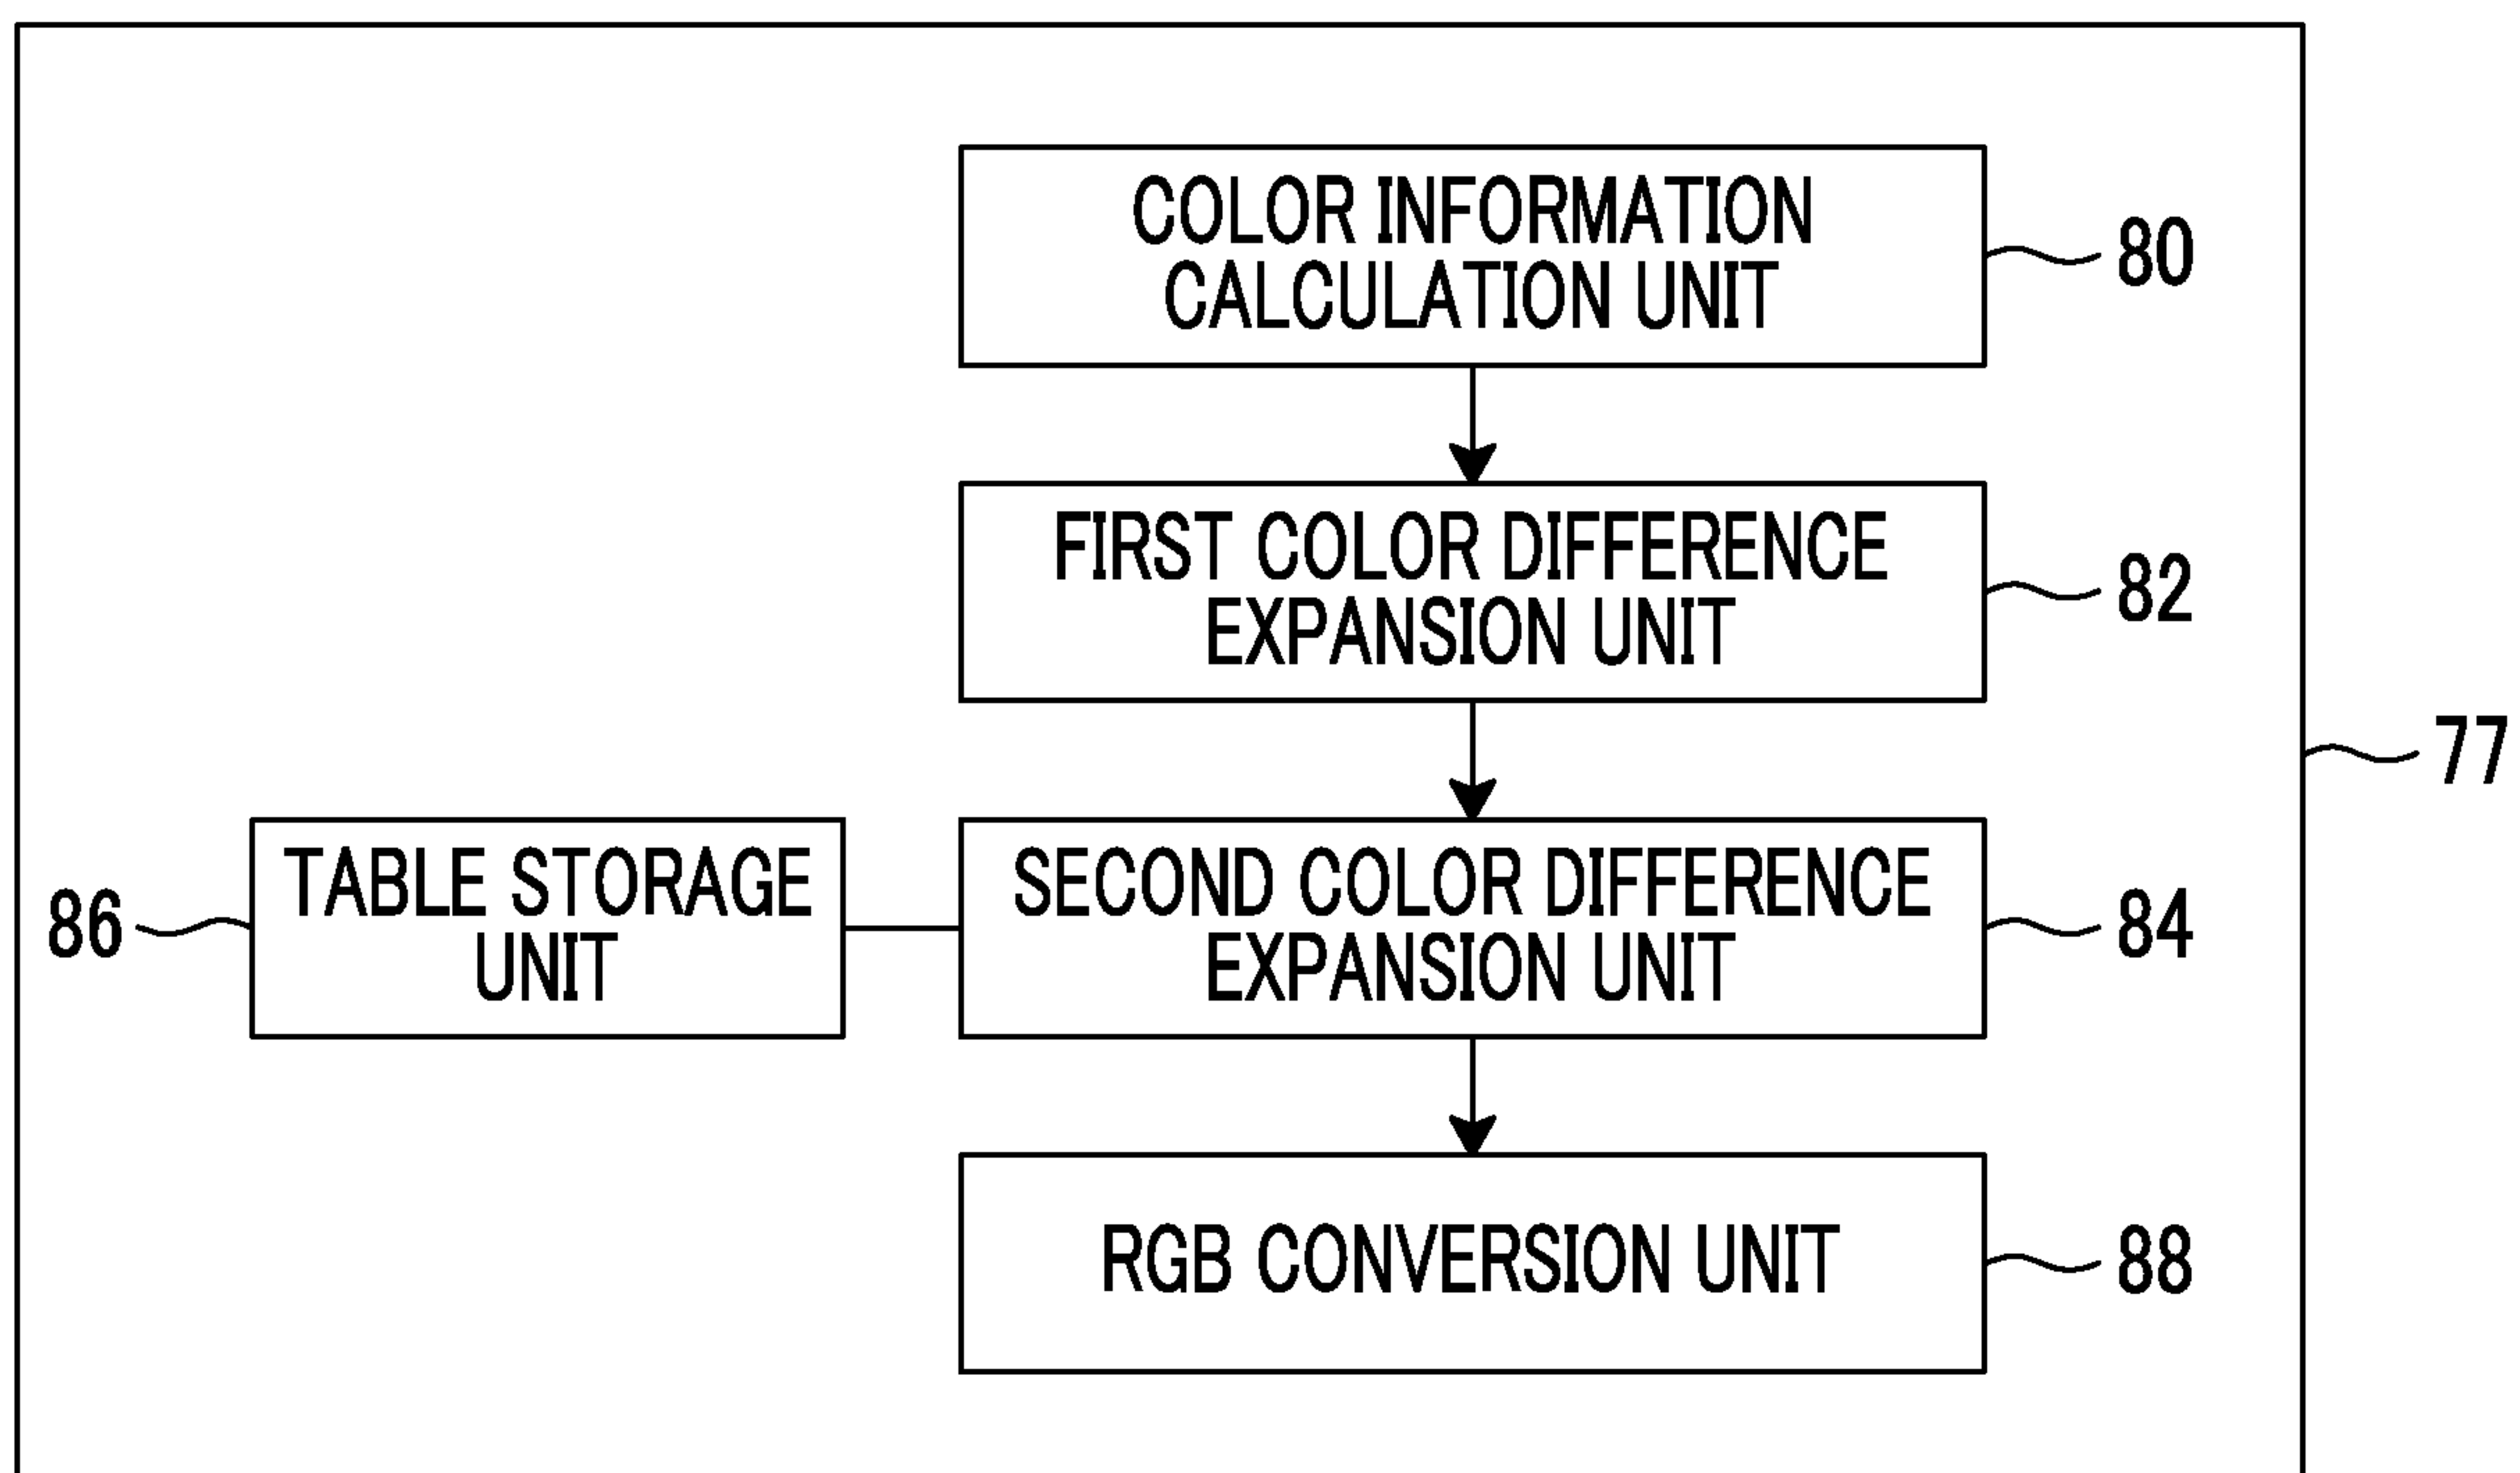 COLOR INFORMATION
CALCULATION UNIT
80
FIRST COLOR DIFFERENCE
EXPANSION UNIT
82
77
86
TABLE STORAGE
UNIT
SECOND COLOR DIFFERENCE
EXPANSION UNIT
84
RGB CONVERSION UNIT
88